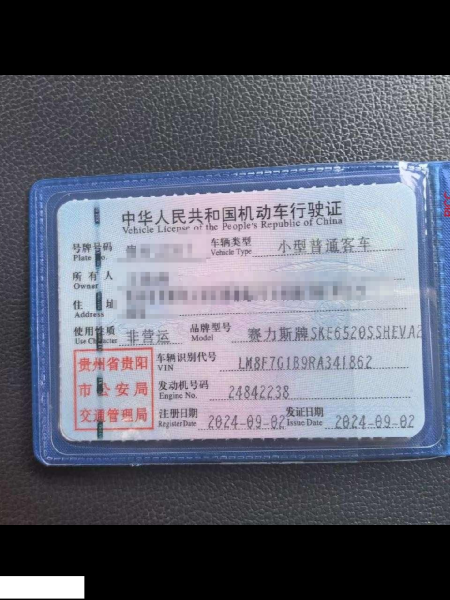 中华人民共和国机动车行驶证
Vehicle License of the People's Republic of China
号牌号码 车辆类型 小型普通客车
Plate No. Vehicle Type
所有人
Owner
住址
Address
使用性质 非营运 品牌型号 赛力斯牌SKE6520SSHEVA2
Use Character Model
贵州省贵阳
市公安局
交通管理局
车辆识别代号 LM8F7G1B9RA341862
VIN
发动机号码 24842238
Engine No.
注册日期 2024-09-02 发证日期 2024-09-02
Register Date Issue Date